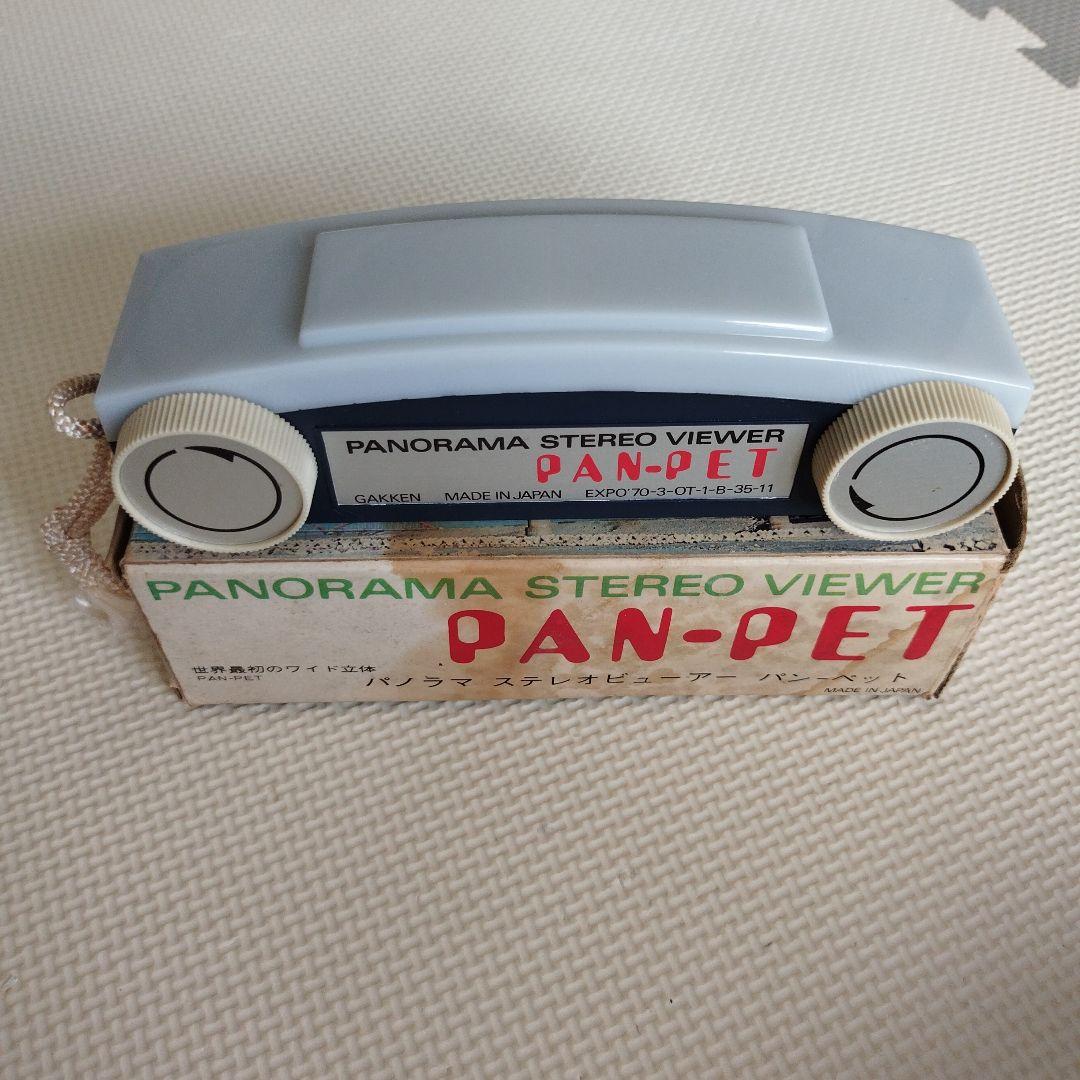 PANORAMA STEREO VIEWER
PAN-PET
GAKKEN MADE IN JAPAN EXPO'70-3-OT-1-B-35-11
PANORAMA STEREO VIEWER
PAN-PET
世界最初のワイド立体
PAN-PET
パノラマ ステレオビューアー パン-ペット
MADE IN JAPAN